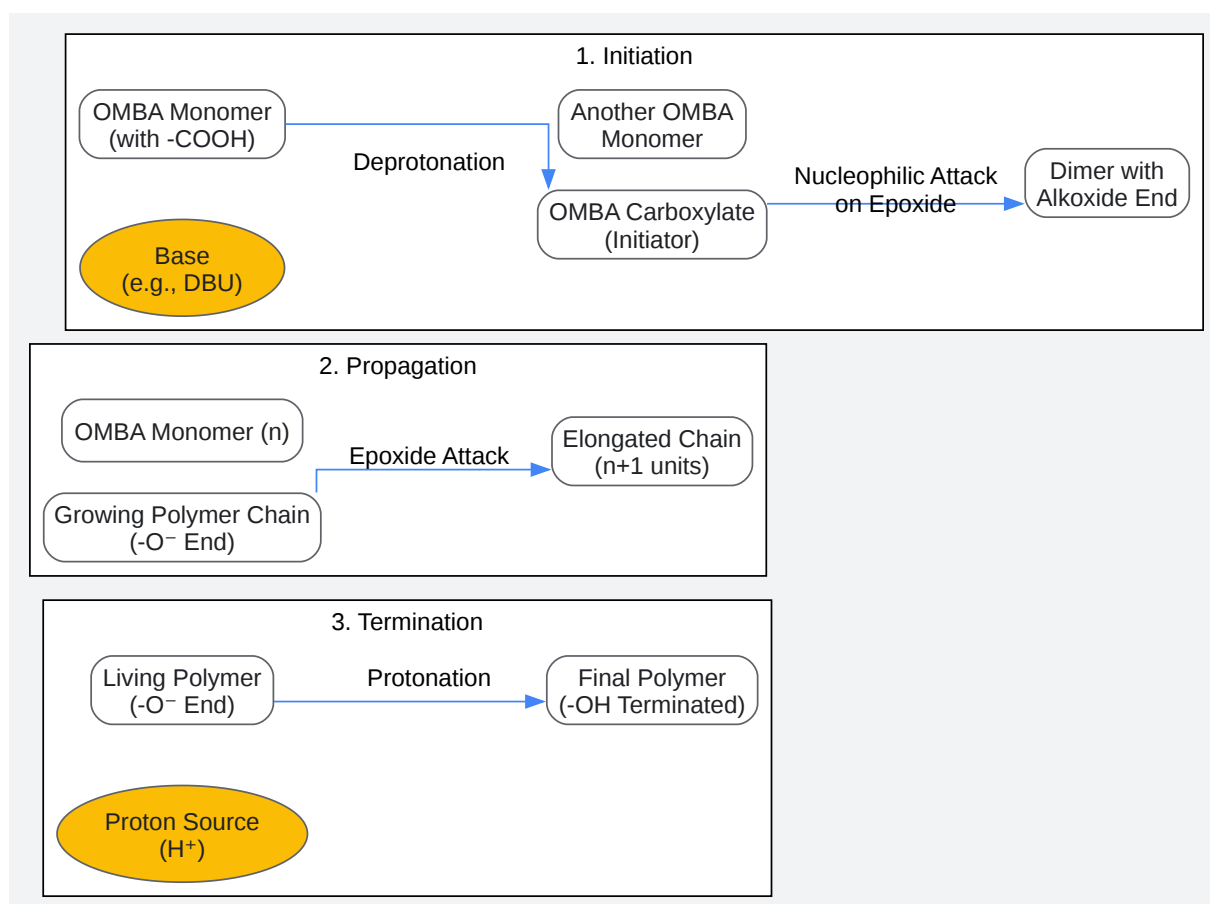 1. Initiation
OMBA Monomer
(with -COOH)
Another OMBA
Monomer
Deprotonation
Nucleophilic Attack
on Epoxide
Dimer with
Alkoxide End
OMBA Carboxylate
(Initiator)
Base
(e.g., DBU)
2. Propagation
OMBA Monomer (n)
Epoxide Attack
Elongated Chain
(n+1 units)
Growing Polymer Chain
(-O⁻ End)
3. Termination
Living Polymer
(-O⁻ End)
Protonation
Final Polymer
(-OH Terminated)
Proton Source
(H⁺)